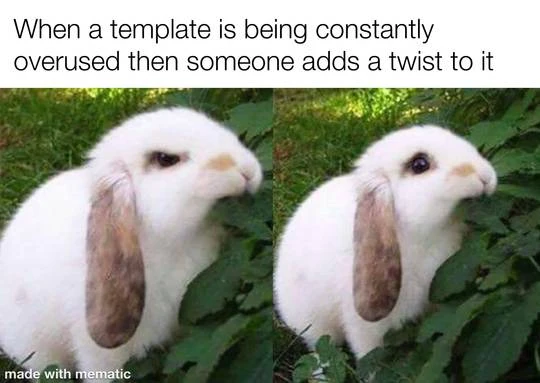 When a template is being constantly
overused then someone adds a twist to it
made with mematic